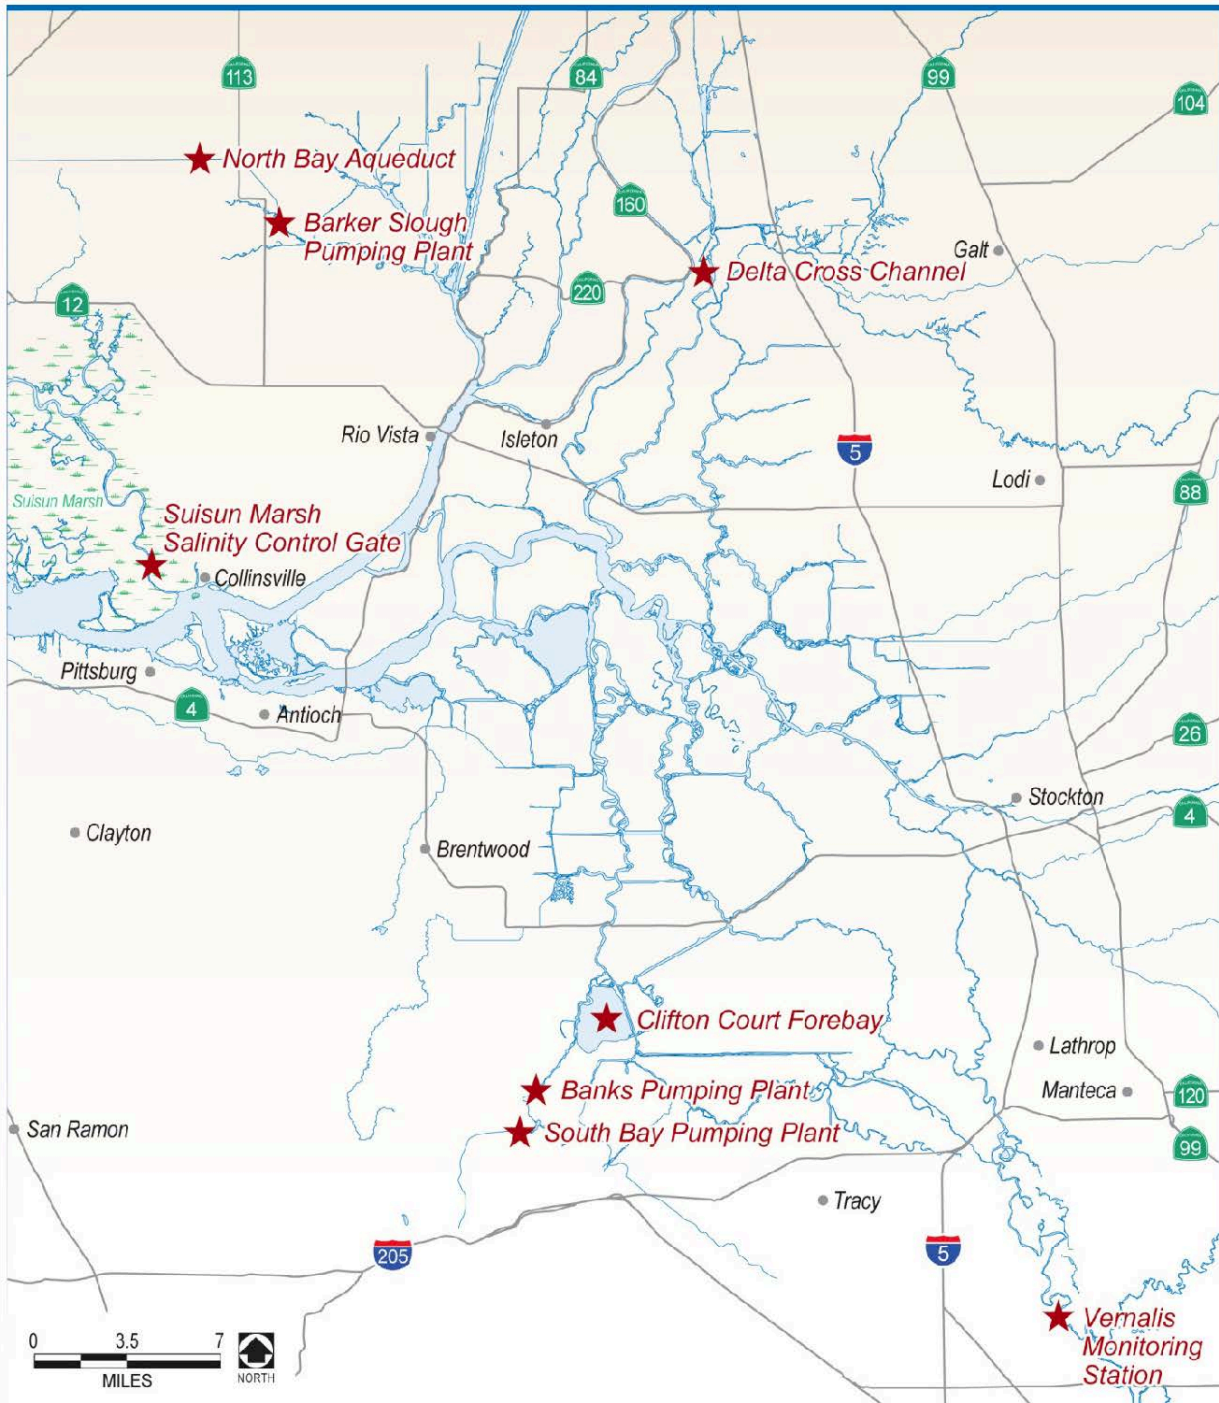 113
84
99
104
North Bay Aqueduct
160
Barker Slough
Pumping Plant
Galt
Delta Cross Channel
220
12
Rio Vista
Isleton
5
Lodi
88
Suisun Marsh
Suisun Marsh
Salinity Control Gate
Collinsville
Pittsburg
4
Antioch
26
Stockton
4
Clayton
Brentwood
Clifton Court Forebay
Lathrop
Banks Pumping Plant
Manteca
120
San Ramon
South Bay Pumping Plant
99
Tracy
205
5
Vernalis
Monitoring
Station
0 3.5 7
MILES
NORTH